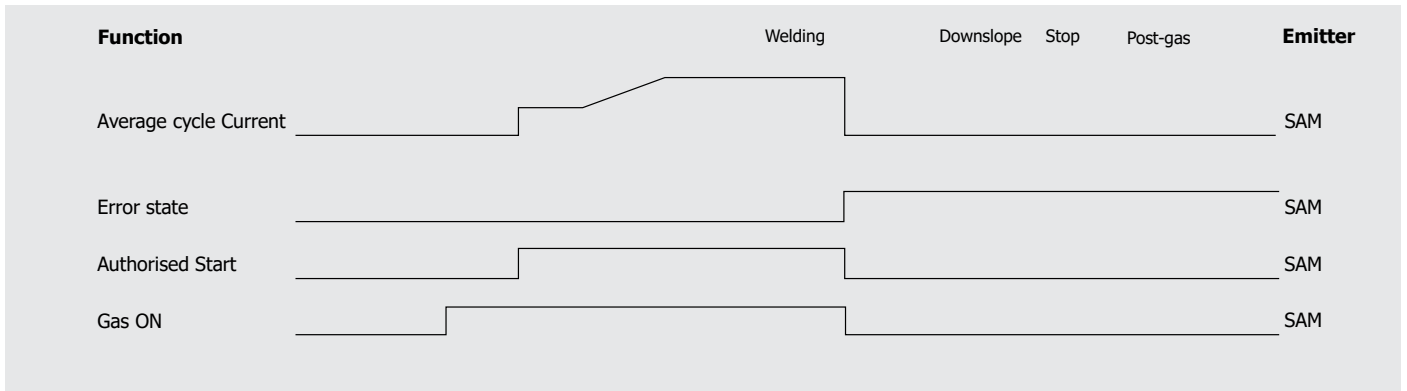 Function Welding Downslope Stop Post-gas Emitter
Average cycle Current SAM
Error state SAM
Authorised Start SAM
Gas ON SAM